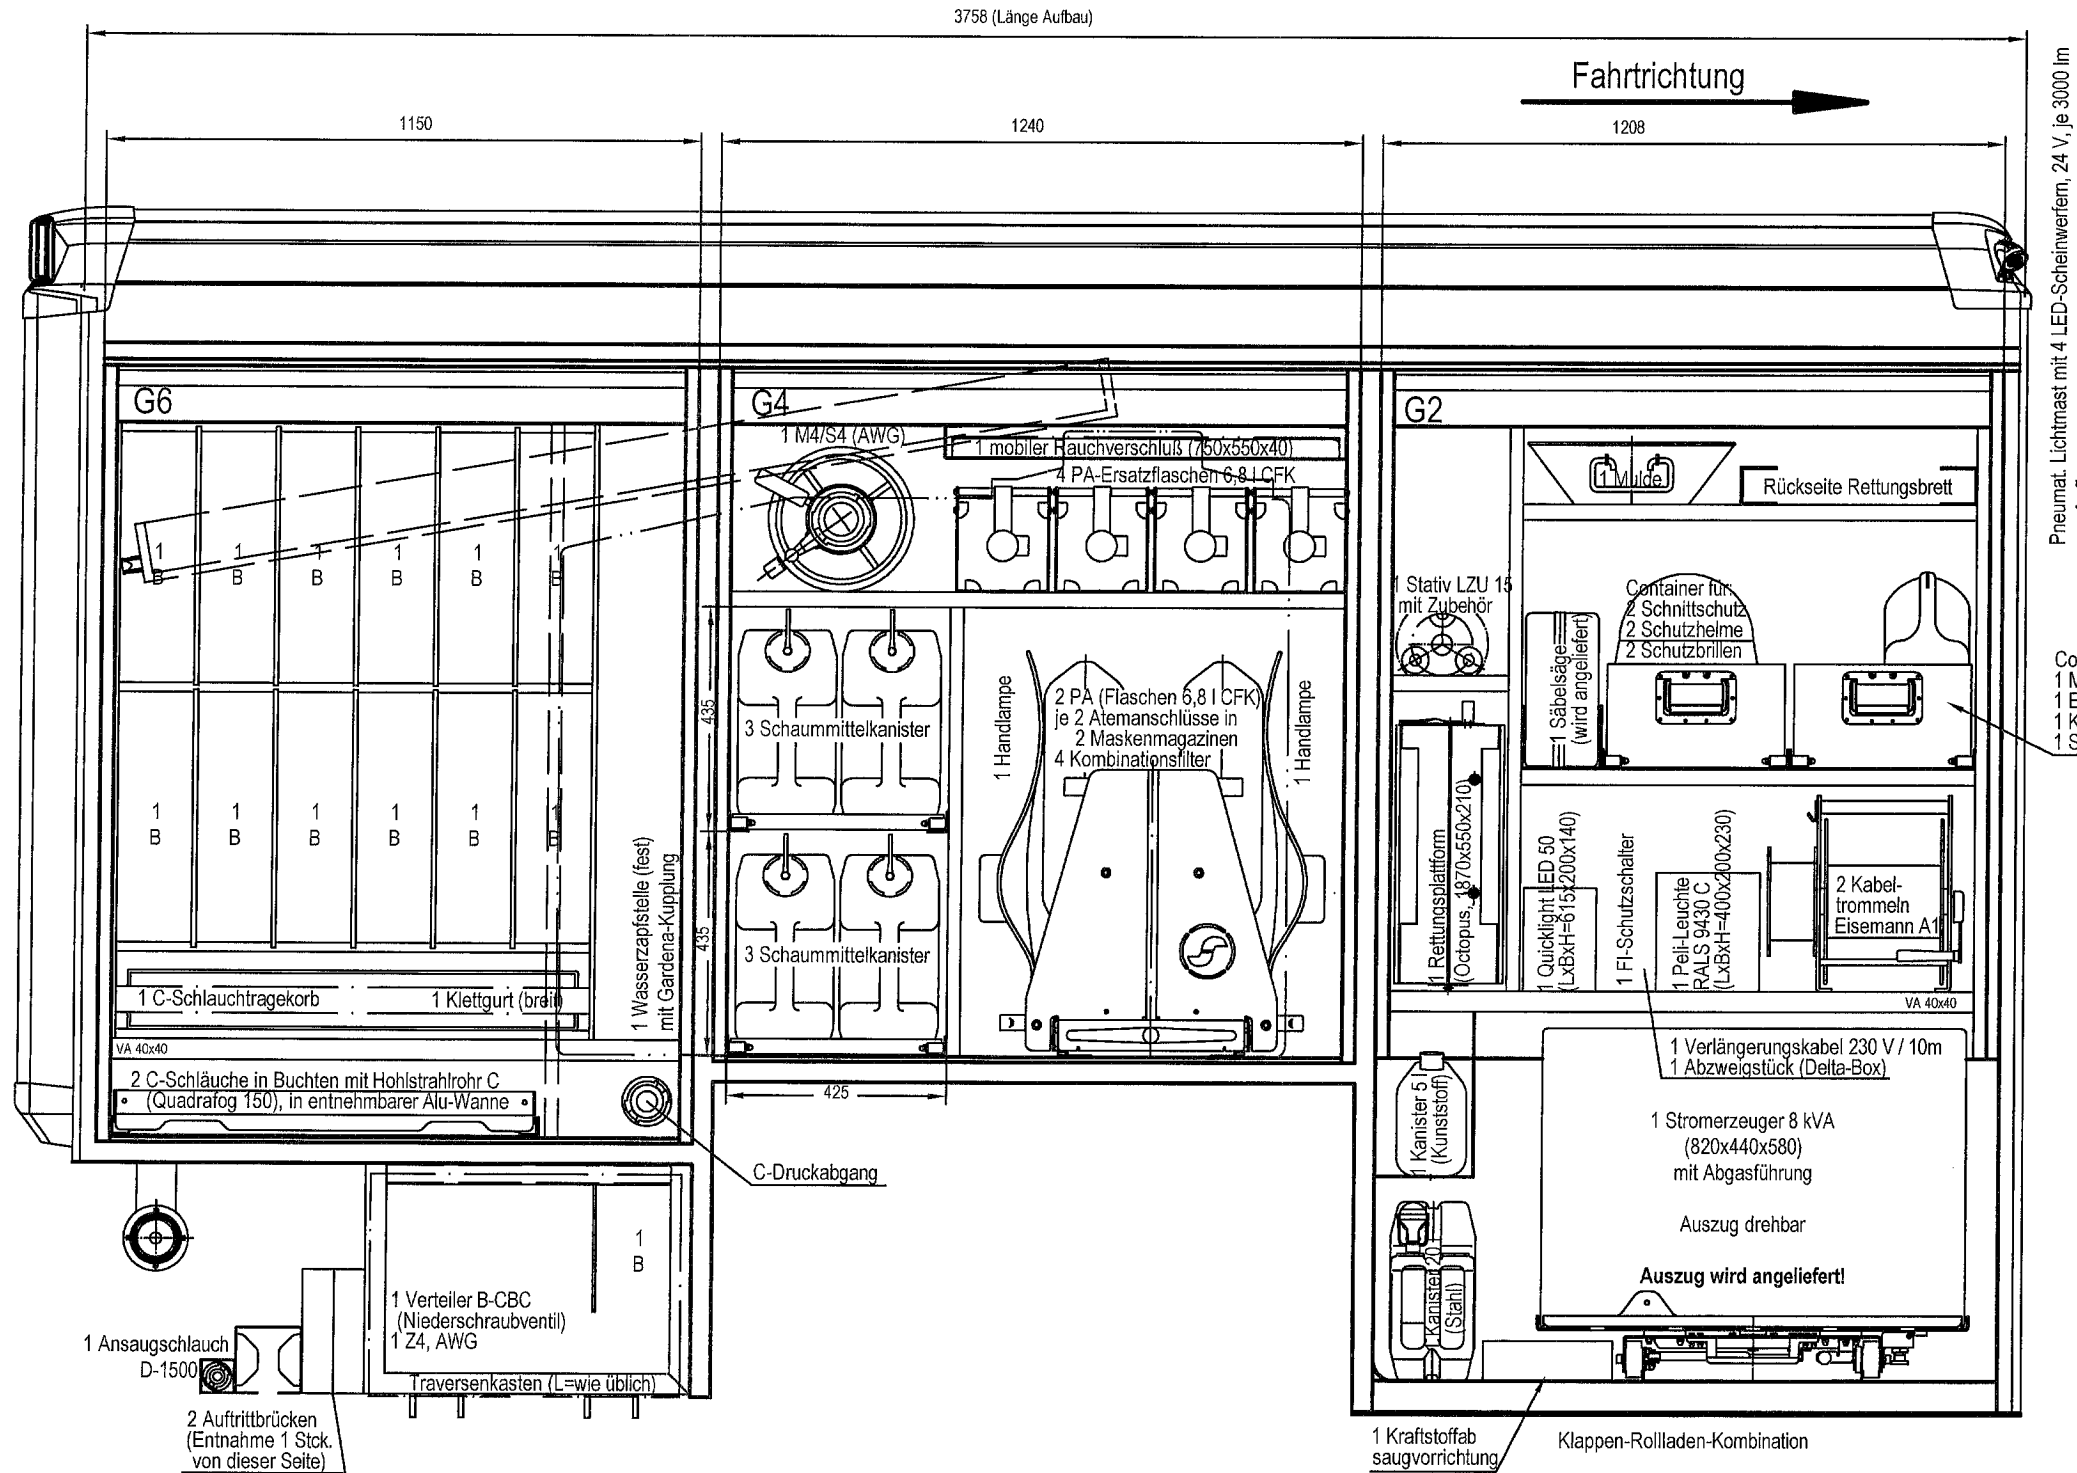 3758 (Länge Aufbau)
Fahrtrichtung
1150
1240
1208
Pneumat. Lichtmast mit 4 LED-Scheinwerfern, 24 V, je 3000 lm
G6
1
B
1
B
1
B
1
B
1
B
1
B
1
B
1
B
1
B
1
B
1
B
1
B
1 C-Schlauchtragekorb
1 Klettgurt (breit)
VA 40x40
2 C-Schläuche in Buchten mit Hohlstrahlrohr C
(Quadrafog 150), in entnehmbarer Alu-Wanne
1 Wasserzapfstelle (fest)
mit Gardena-Kupplung
C-Druckabgang
1
B
1 Verteiler B-CBC
(Niederschraubventil)
1 Z4, AWG
Traversenkasten (L=wie üblich)
1 Ansaugschlauch
D-1500
2 Auftrittbrücken
(Entnahme 1 Stck.
von dieser Seite)
G4
1 M4/S4 (AWG)
1 mobiler Rauchverschluß (750x550x40)
4 PA-Ersatzflaschen 6,8 l CFK
435
3 Schaummittelkanister
435
3 Schaummittelkanister
425
1 Handlampe
2 PA (Flaschen 6,8 l CFK)
je 2 Atemanschlüsse in
2 Maskenmagazinen
4 Kombinationsfilter
1 Handlampe
G2
1 Mulde
Rückseite Rettungsbrett
1 Stativ LZU 15
mit Zubehör
1 Säbelsäge
(wird angeliefert)
Container für:
2 Schnittschutz
2 Schutzhelme
2 Schutzbrillen
Co
1 M
1 E
1 K
1 S
1 Rettungsplattform
(Octopus, 1870x550x210)
1 Quicklight LED 50
(LxBxH=615x200x140)
1 FI-Schutzschalter
1 Peli-Leuchte
RALS 9430 C
(LxBxH=400x200x230)
2 Kabel-
trommeln
Eisemann A1
VA 40x40
1 Verlängerungskabel 230 V / 10m
1 Abzweigstück (Delta-Box)
1 Kanister 5 l
(Kunststoff)
1 Stromerzeuger 8 kVA
(820x440x580)
mit Abgasführung
Auszug drehbar
Auszug wird angeliefert!
Kanister 20 l
(Stahl)
1 Kraftstoffab
saugvorrichtung
Klappen-Rollladen-Kombination